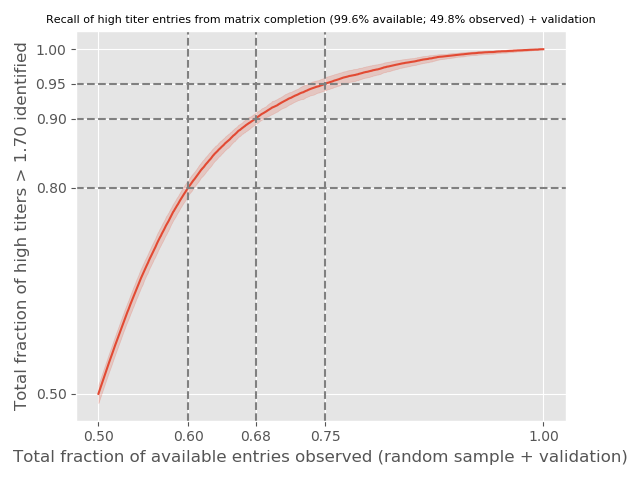 Recall of high titer entries from matrix completion (99.6% available; 49.8% observed) + validation
Total fraction of high titers > 1.70 identified
1.00
0.95
0.90
0.80
0.50
0.50 0.60 0.68 0.75 1.00
Total fraction of available entries observed (random sample + validation)